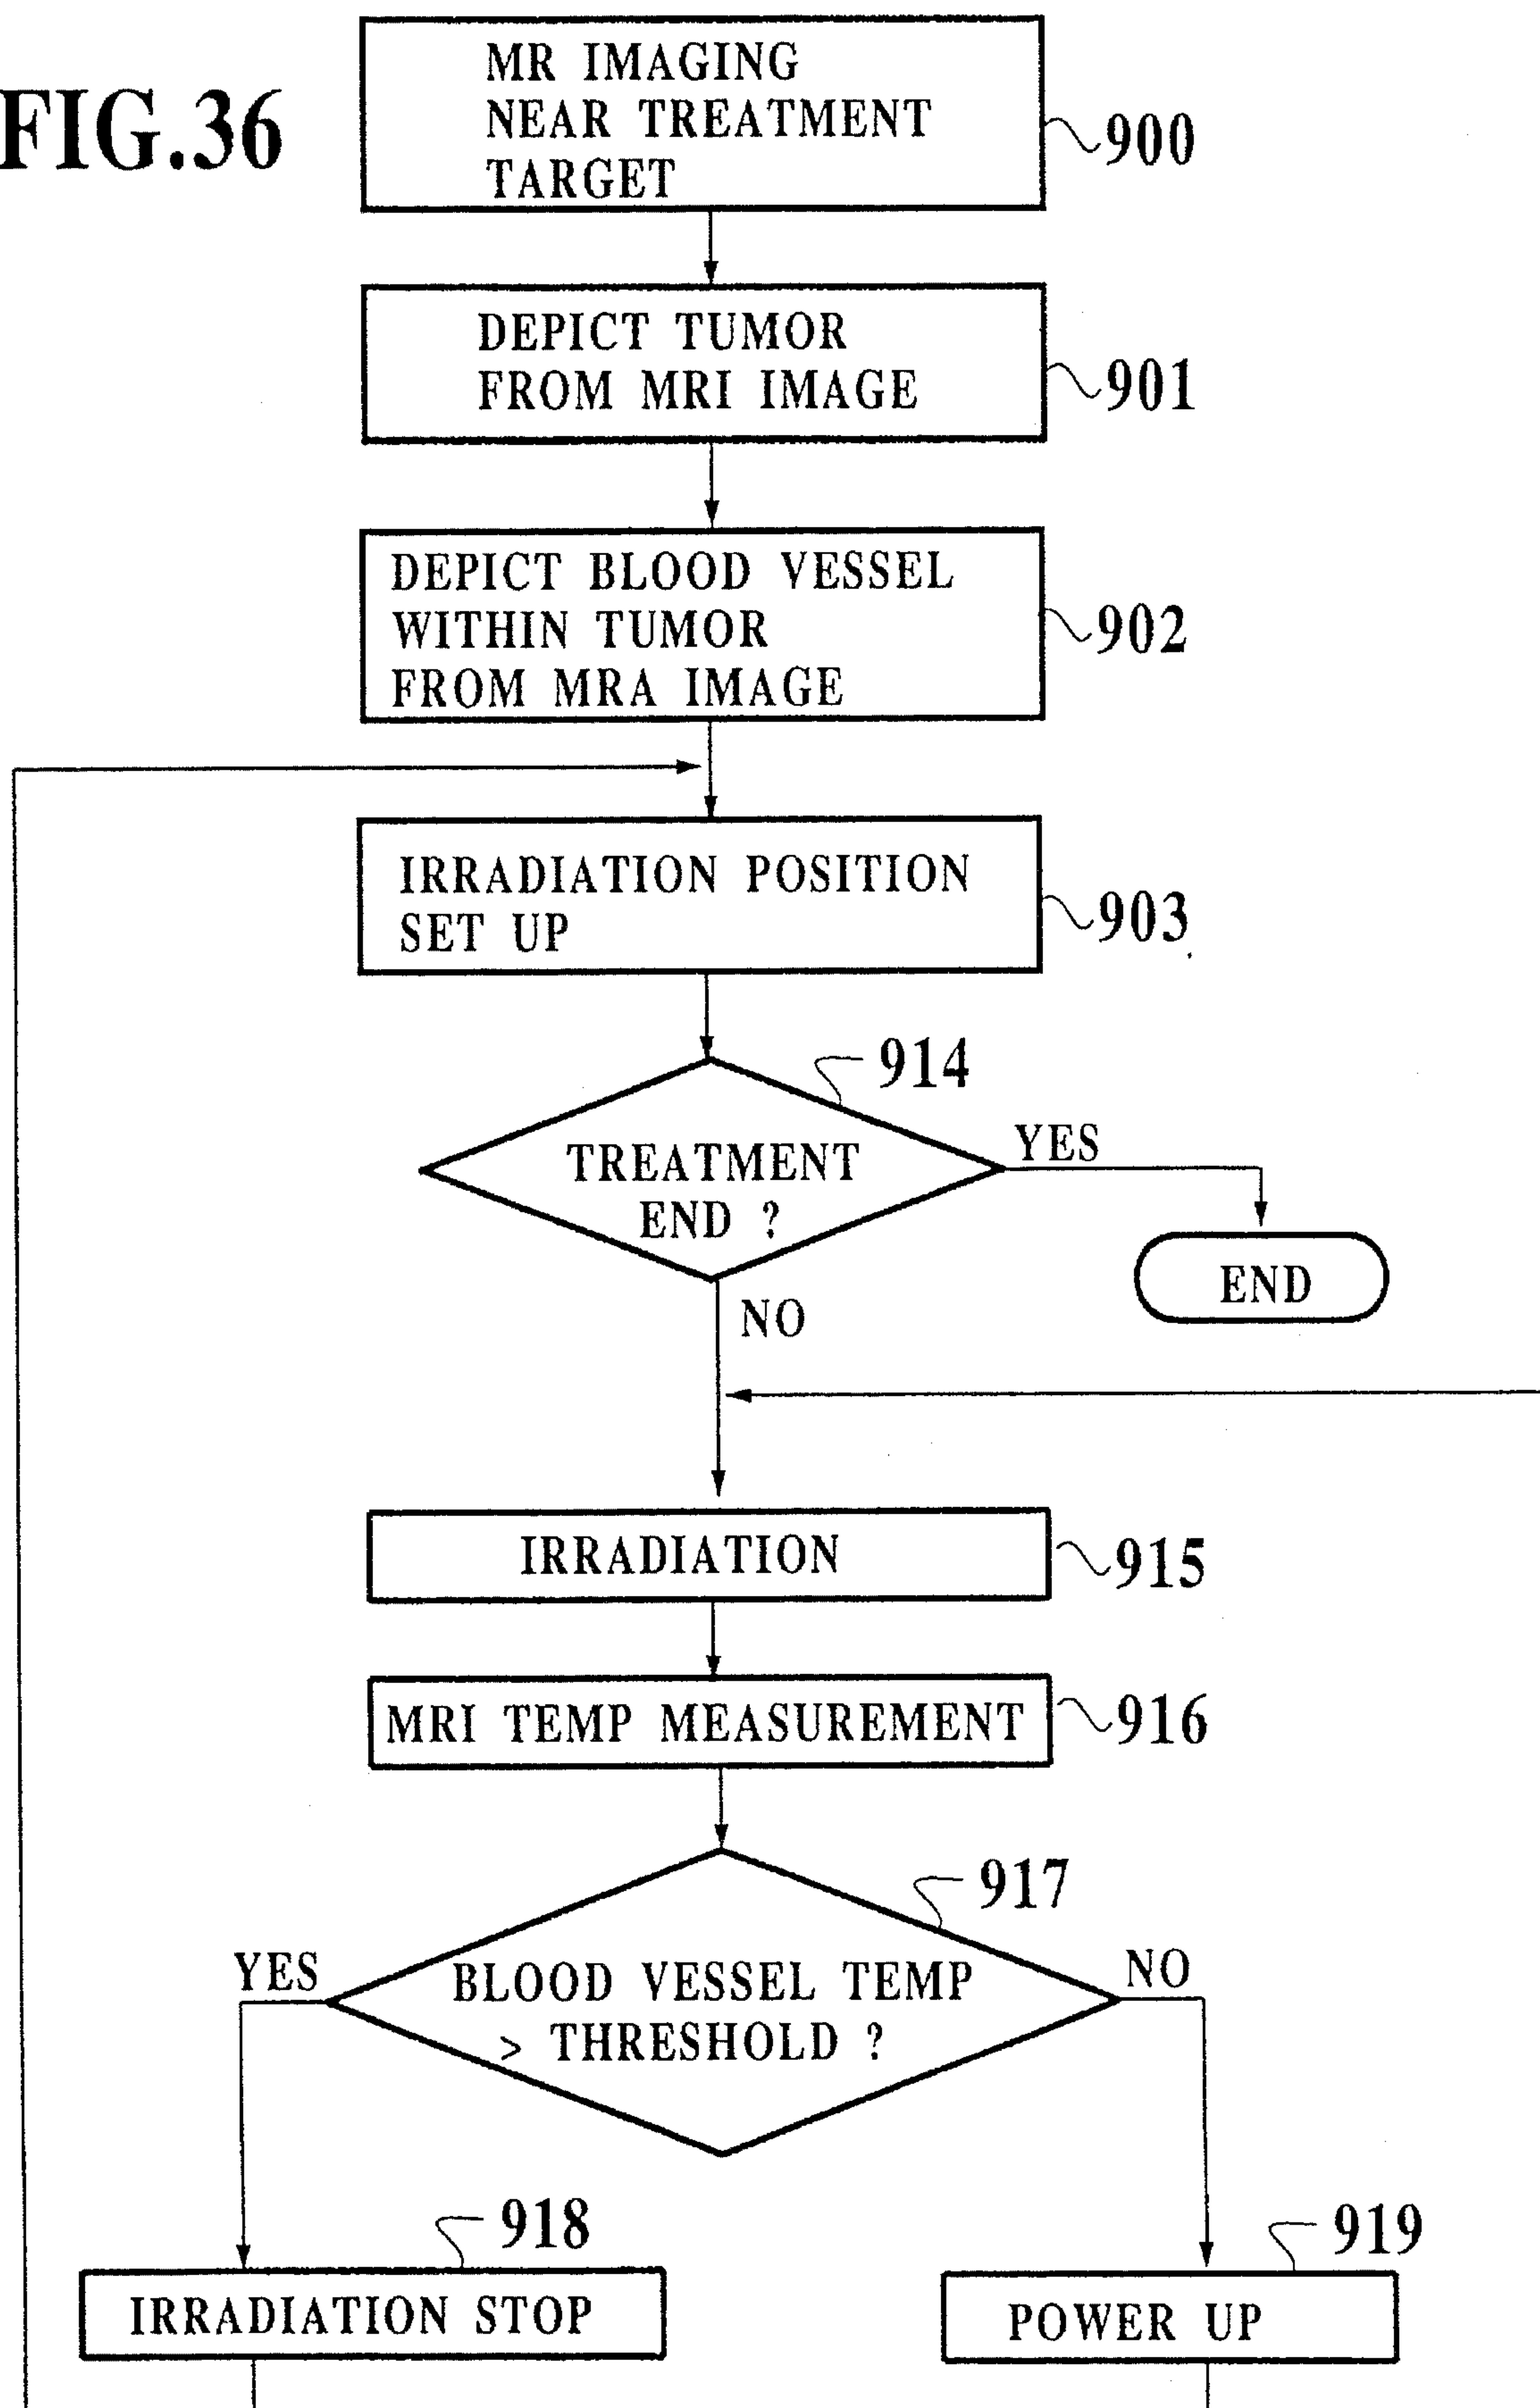 FIG.36
MR IMAGING
NEAR TREATMENT
TARGET
900
DEPICT TUMOR
FROM MRI IMAGE
901
DEPICT BLOOD VESSEL
WITHIN TUMOR
FROM MRA IMAGE
902
IRRADIATION POSITION
SET UP
903
914
TREATMENT
END ?
YES
END
NO
IRRADIATION
915
MRI TEMP MEASUREMENT
916
917
YES
BLOOD VESSEL TEMP
> THRESHOLD ?
NO
918
IRRADIATION STOP
919
POWER UP